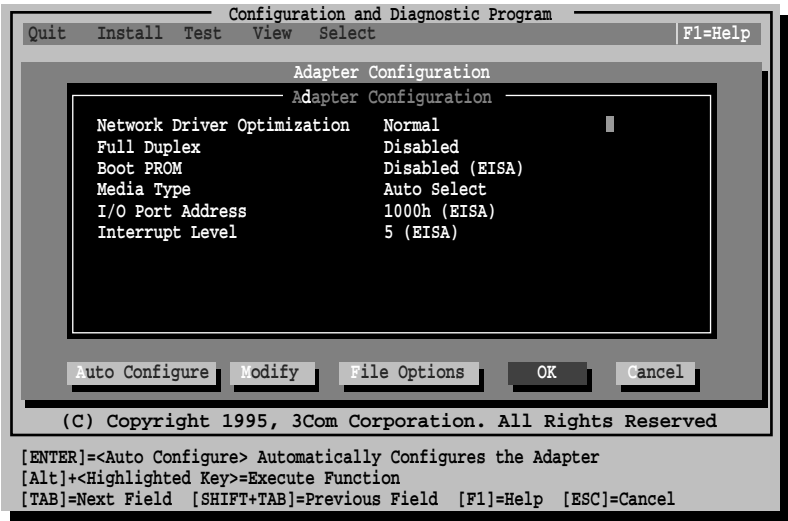 Configuration and Diagnostic Program
Quit Install Test View Select F1=Help
Adapter Configuration
Adapter Configuration
Network Driver Optimization Normal
Full Duplex Disabled
Boot PROM Disabled (EISA)
Media Type Auto Select
I/O Port Address 1000h (EISA)
Interrupt Level 5 (EISA)
Auto Configure Modify File Options OK Cancel
(C) Copyright 1995, 3Com Corporation. All Rights Reserved
[ENTER]=<Auto Configure> Automatically Configures the Adapter
[Alt]+<Highlighted Key>=Execute Function
[TAB]=Next Field [SHIFT+TAB]=Previous Field [F1]=Help [ESC]=Cancel